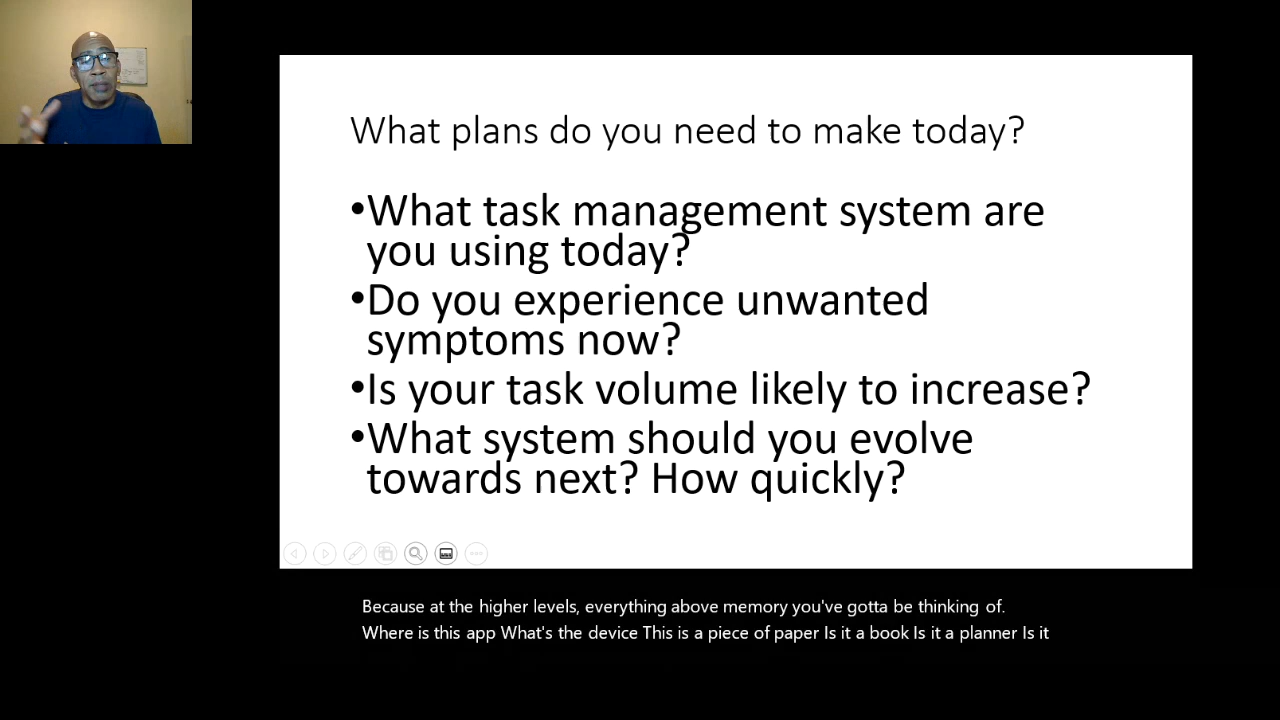 What plans do you need to make today?
•What task management system are
you using today?
•Do you experience unwanted
symptoms now?
•Is your task volume likely to increase?
•What system should you evolve
towards next? How quickly?
Because at the higher levels, everything above memory you've gotta be thinking of.
Where is this app What's the device This is a piece of paper Is it a book Is it a planner Is it